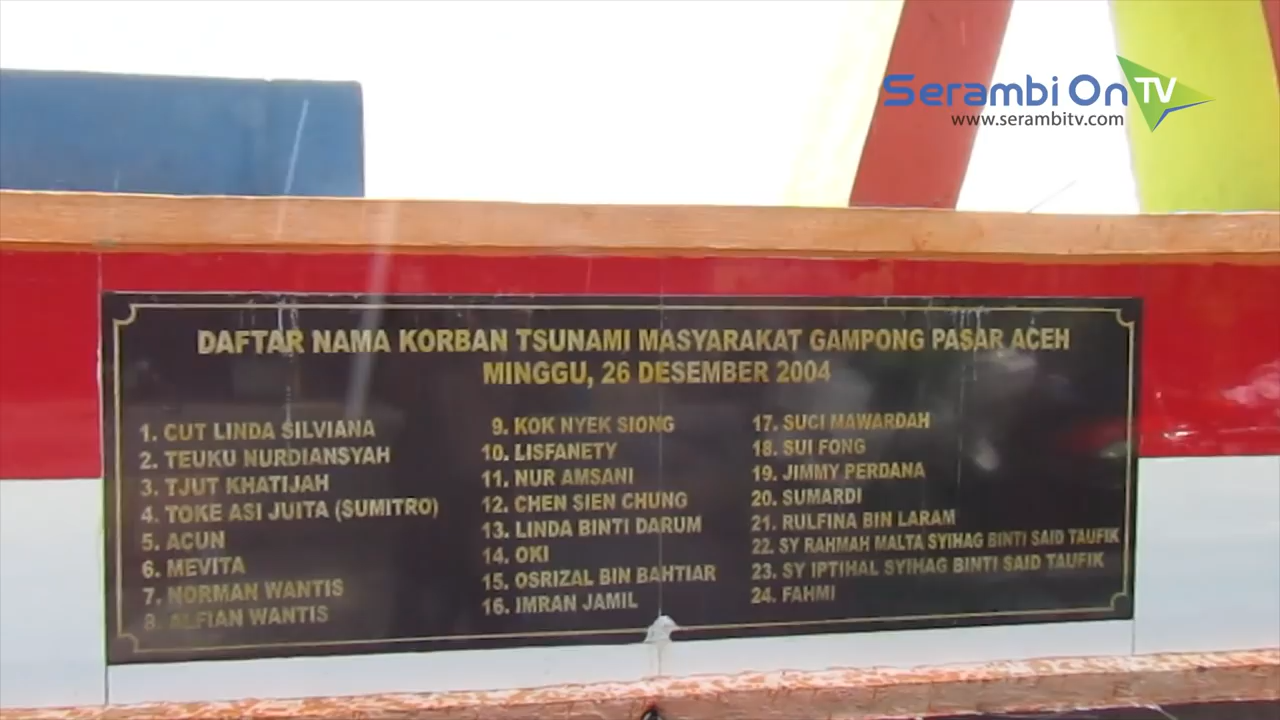 Serambi On TV
www.serambitv.com
DAFTAR NAMA KORBAN TSUNAMI MASYARAKAT GAMPONG PASAR ACEH
MINGGU, 26 DESEMBER 2004
1. CUT LINDA SILVIANA
2. TEUKU NURDIANSYAH
3. TJUT KHATIJAH
4. TOKE ASI JUITA (SUMITRO)
5. ACUN
6. MEVITA
7. NORMAN WANTIS
8. ALFIAN WANTIS
9. KOK NYEK SIONG
10. LISFANETY
11. NUR AMSANI
12. CHEN SIEN CHUNG
13. LINDA BINTI DARUM
14. OKI
15. OSRIZAL BIN BAHTIAR
16. IMRAN JAMIL
17. SUCI MAWARDAH
18. SUI FONG
19. JIMMY PERDANA
20. SUMARDI
21. RULFINA BIN LARAM
22. SY RAHMAH MALTA SYIHAG BINTI SAID TAUFIK
23. SY IPTIHAL SYIHAG BINTI SAID TAUFIK
24. FAHMI